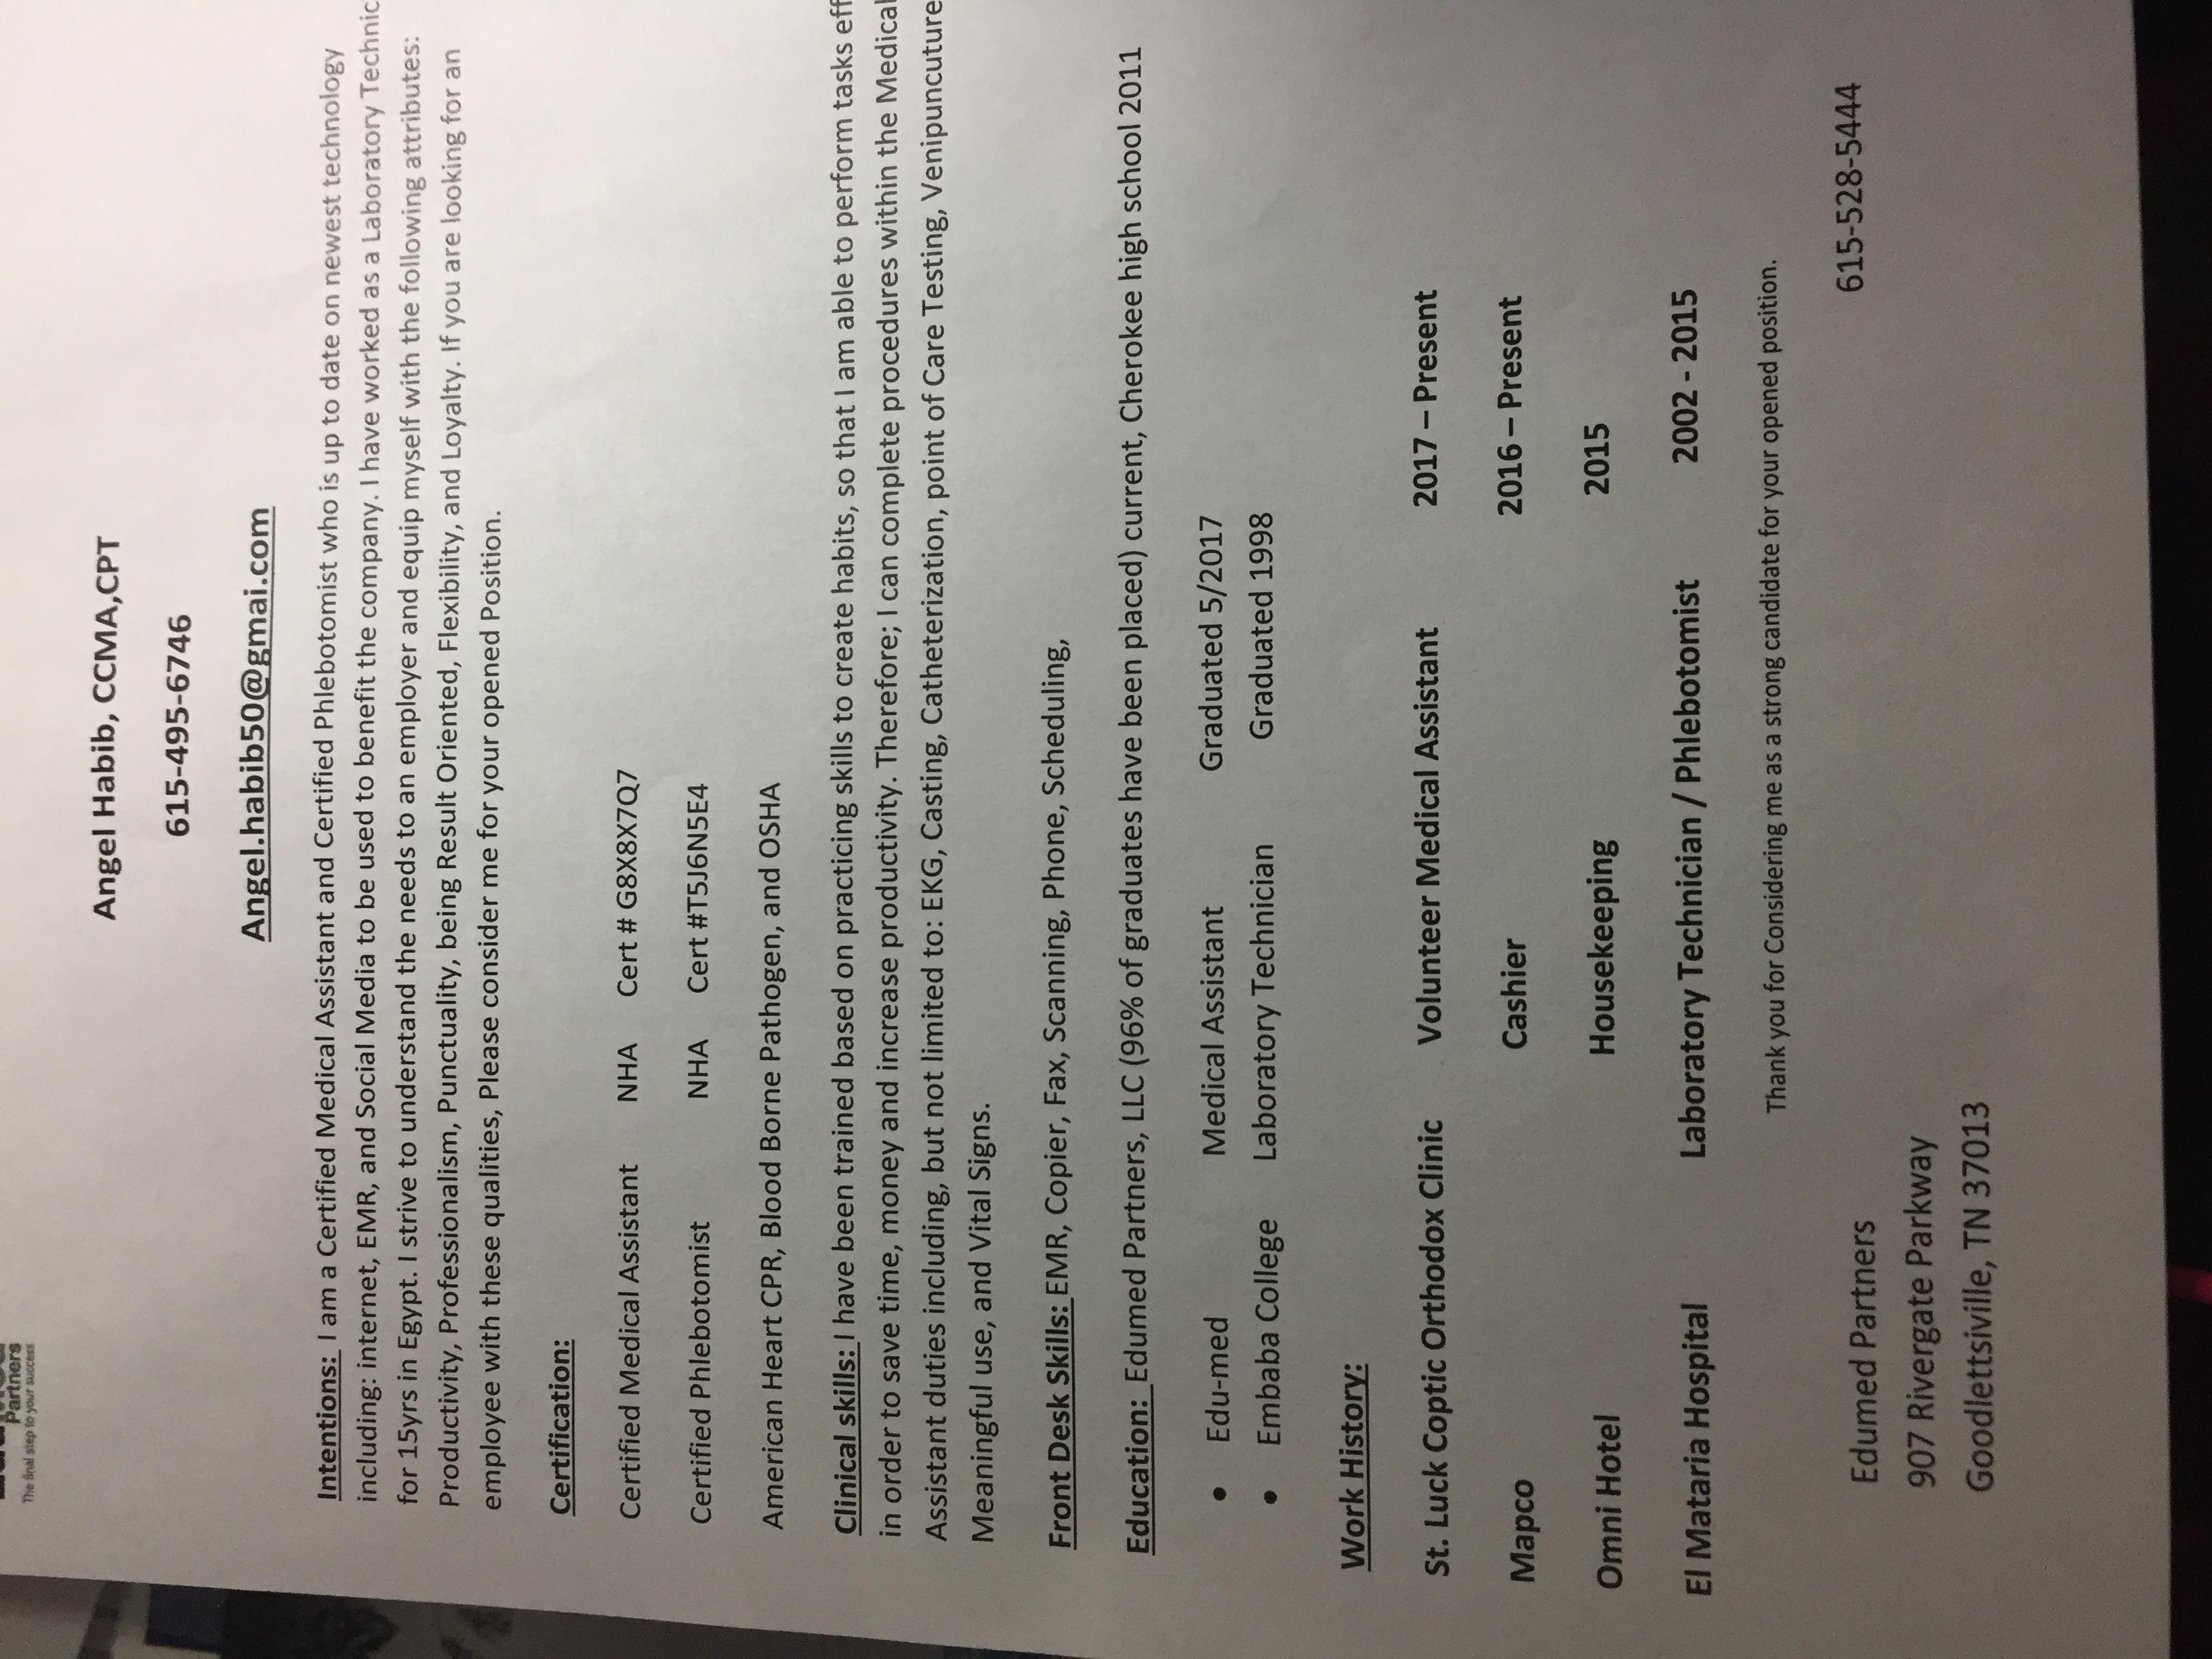 Partners
The final step to your success
Angel Habib, CCMA,CPT
615-495-6746
Angel.habib50@gmai.com
Intentions: I am a Certified Medical Assistant and Certified Phlebotomist who is up to date on newest technology
including: internet, EMR, and Social Media to be used to benefit the company. I have worked as a Laboratory Technic
for 15yrs in Egypt. I strive to understand the needs to an employer and equip myself with the following attributes:
Productivity, Professionalism, Punctuality, being Result Oriented, Flexibility, and Loyalty. If you are looking for an
employee with these qualities, Please consider me for your opened Position.
Certification:
Certified Medical Assistant NHA Cert # G8X8X7Q7
Certified Phlebotomist NHA Cert #T5J6N5E4
American Heart CPR, Blood Borne Pathogen, and OSHA
Clinical skills: I have been trained based on practicing skills to create habits, so that I am able to perform tasks eff
in order to save time, money and increase productivity. Therefore; I can complete procedures within the Medical
Assistant duties including, but not limited to: EKG, Casting, Catheterization, point of Care Testing, Venipuncuture
Meaningful use, and Vital Signs.
Front Desk Skills: EMR, Copier, Fax, Scanning, Phone, Scheduling,
Education: Edumed Partners, LLC (96% of graduates have been placed) current, Cherokee high school 2011
• Edu-med Medical Assistant Graduated 5/2017
• Embaba College Laboratory Technician Graduated 1998
Work History:
St. Luck Coptic Orthodox Clinic Volunteer Medical Assistant 2017 – Present
Mapco Cashier 2016 – Present
Omni Hotel Housekeeping 2015
El Mataria Hospital Laboratory Technician / Phlebotomist 2002 - 2015
Thank you for Considering me as a strong candidate for your opened position.
Edumed Partners 615-528-5444
907 Rivergate Parkway
Goodlettsiville, TN 37013